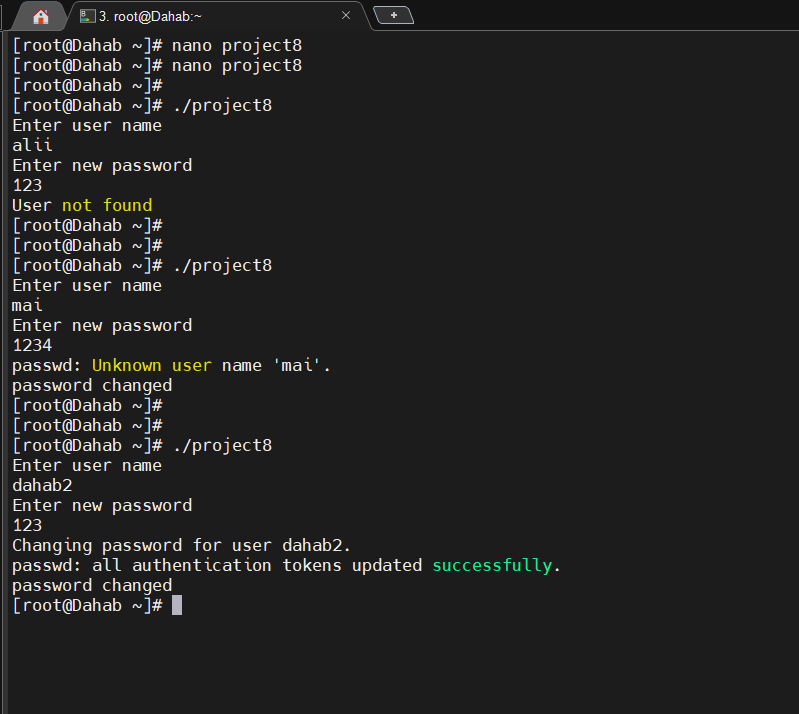 3. root@Dahab:~
[root@Dahab ~]# nano project8
[root@Dahab ~]# nano project8
[root@Dahab ~]#
[root@Dahab ~]# ./project8
Enter user name
alii
Enter new password
123
User not found
[root@Dahab ~]#
[root@Dahab ~]#
[root@Dahab ~]# ./project8
Enter user name
mai
Enter new password
1234
passwd: Unknown user name 'mai'.
password changed
[root@Dahab ~]#
[root@Dahab ~]#
[root@Dahab ~]# ./project8
Enter user name
dahab2
Enter new password
123
Changing password for user dahab2.
passwd: all authentication tokens updated successfully.
password changed
[root@Dahab ~]#